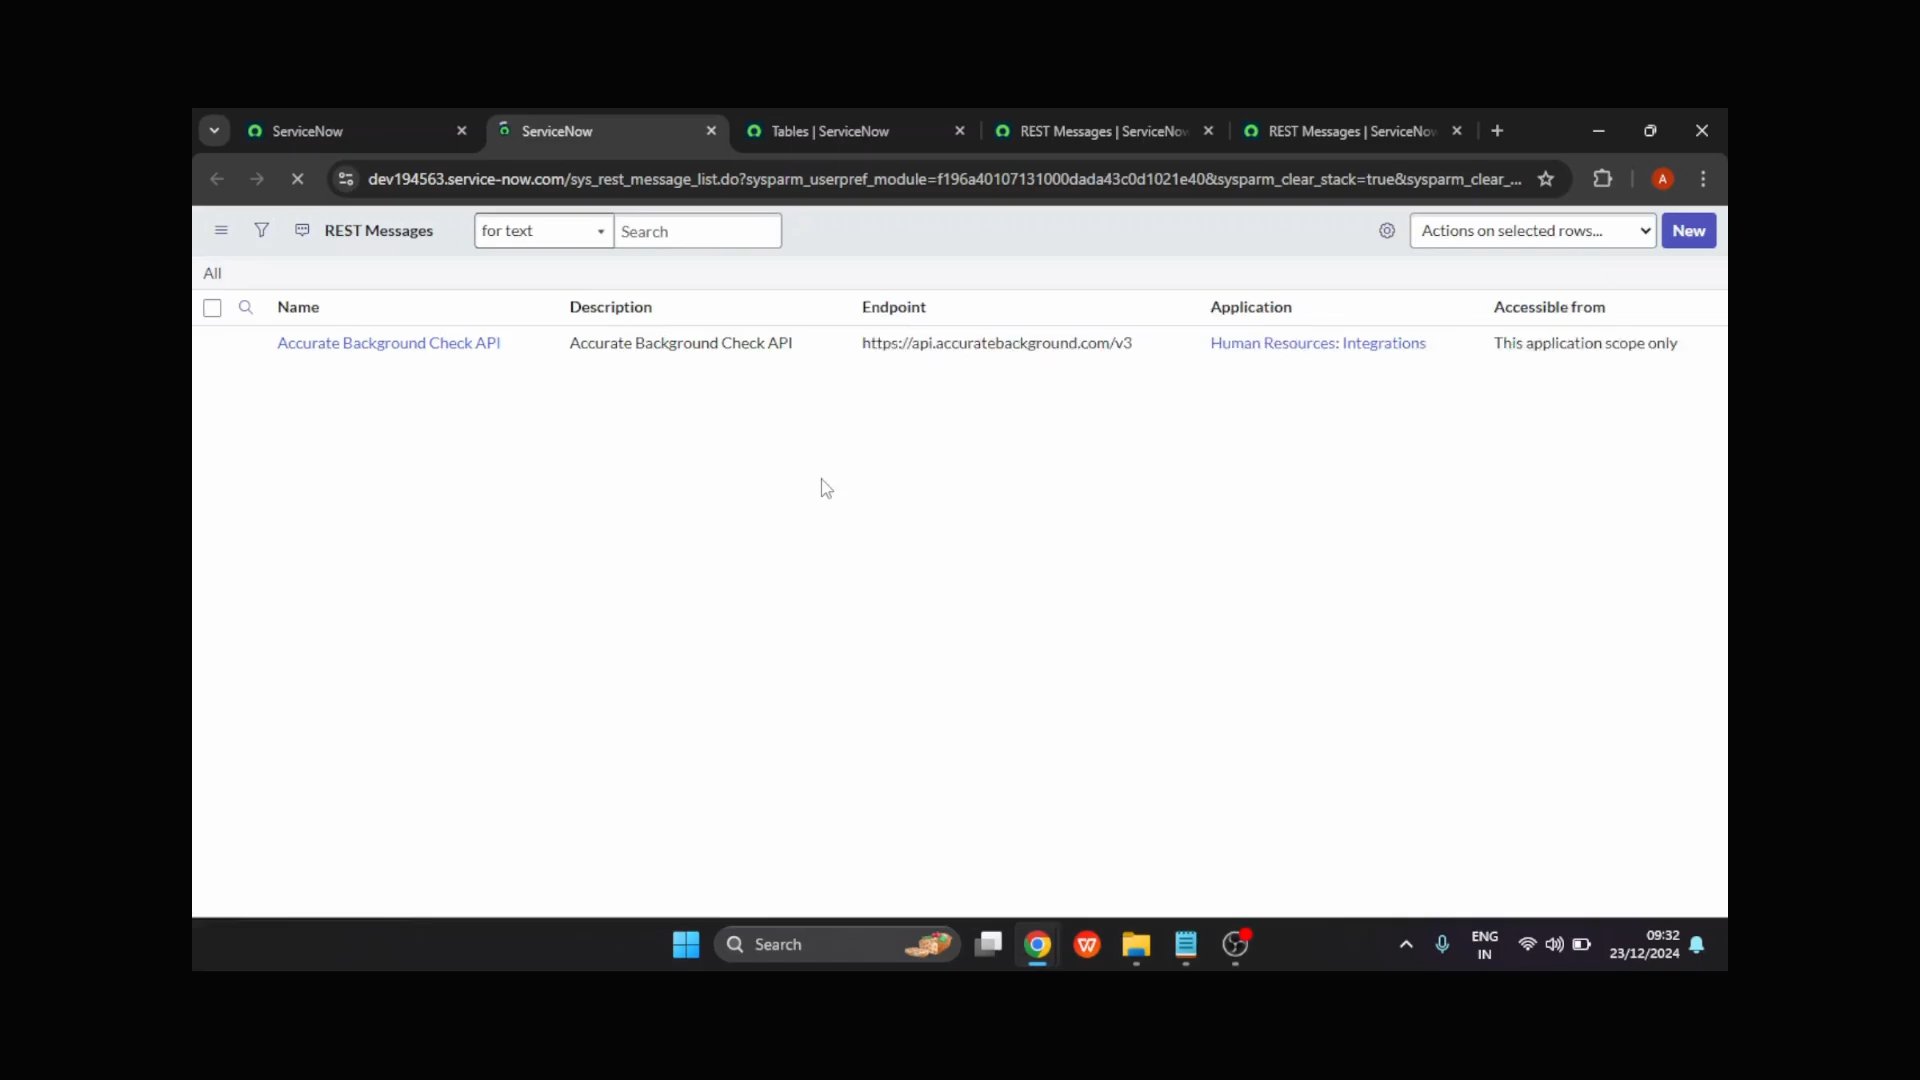 ServiceNow
ServiceNow
Tables | ServiceNow
REST Messages | ServiceNow
REST Messages | ServiceNow
dev194563.service-now.com/sys_rest_message_list.do?sysparm_userpref_module=f196a40107131000dada43c0d1021e40&sysparm_clear_stack=true&sysparm_clear_...
A
REST Messages
for text
Search
Actions on selected rows...
New
All
Name Description Endpoint Application Accessible from
Accurate Background Check API Accurate Background Check API https://api.accuratebackground.com/v3 Human Resources: Integrations This application scope only
Search
ENG
IN
09:32
23/12/2024